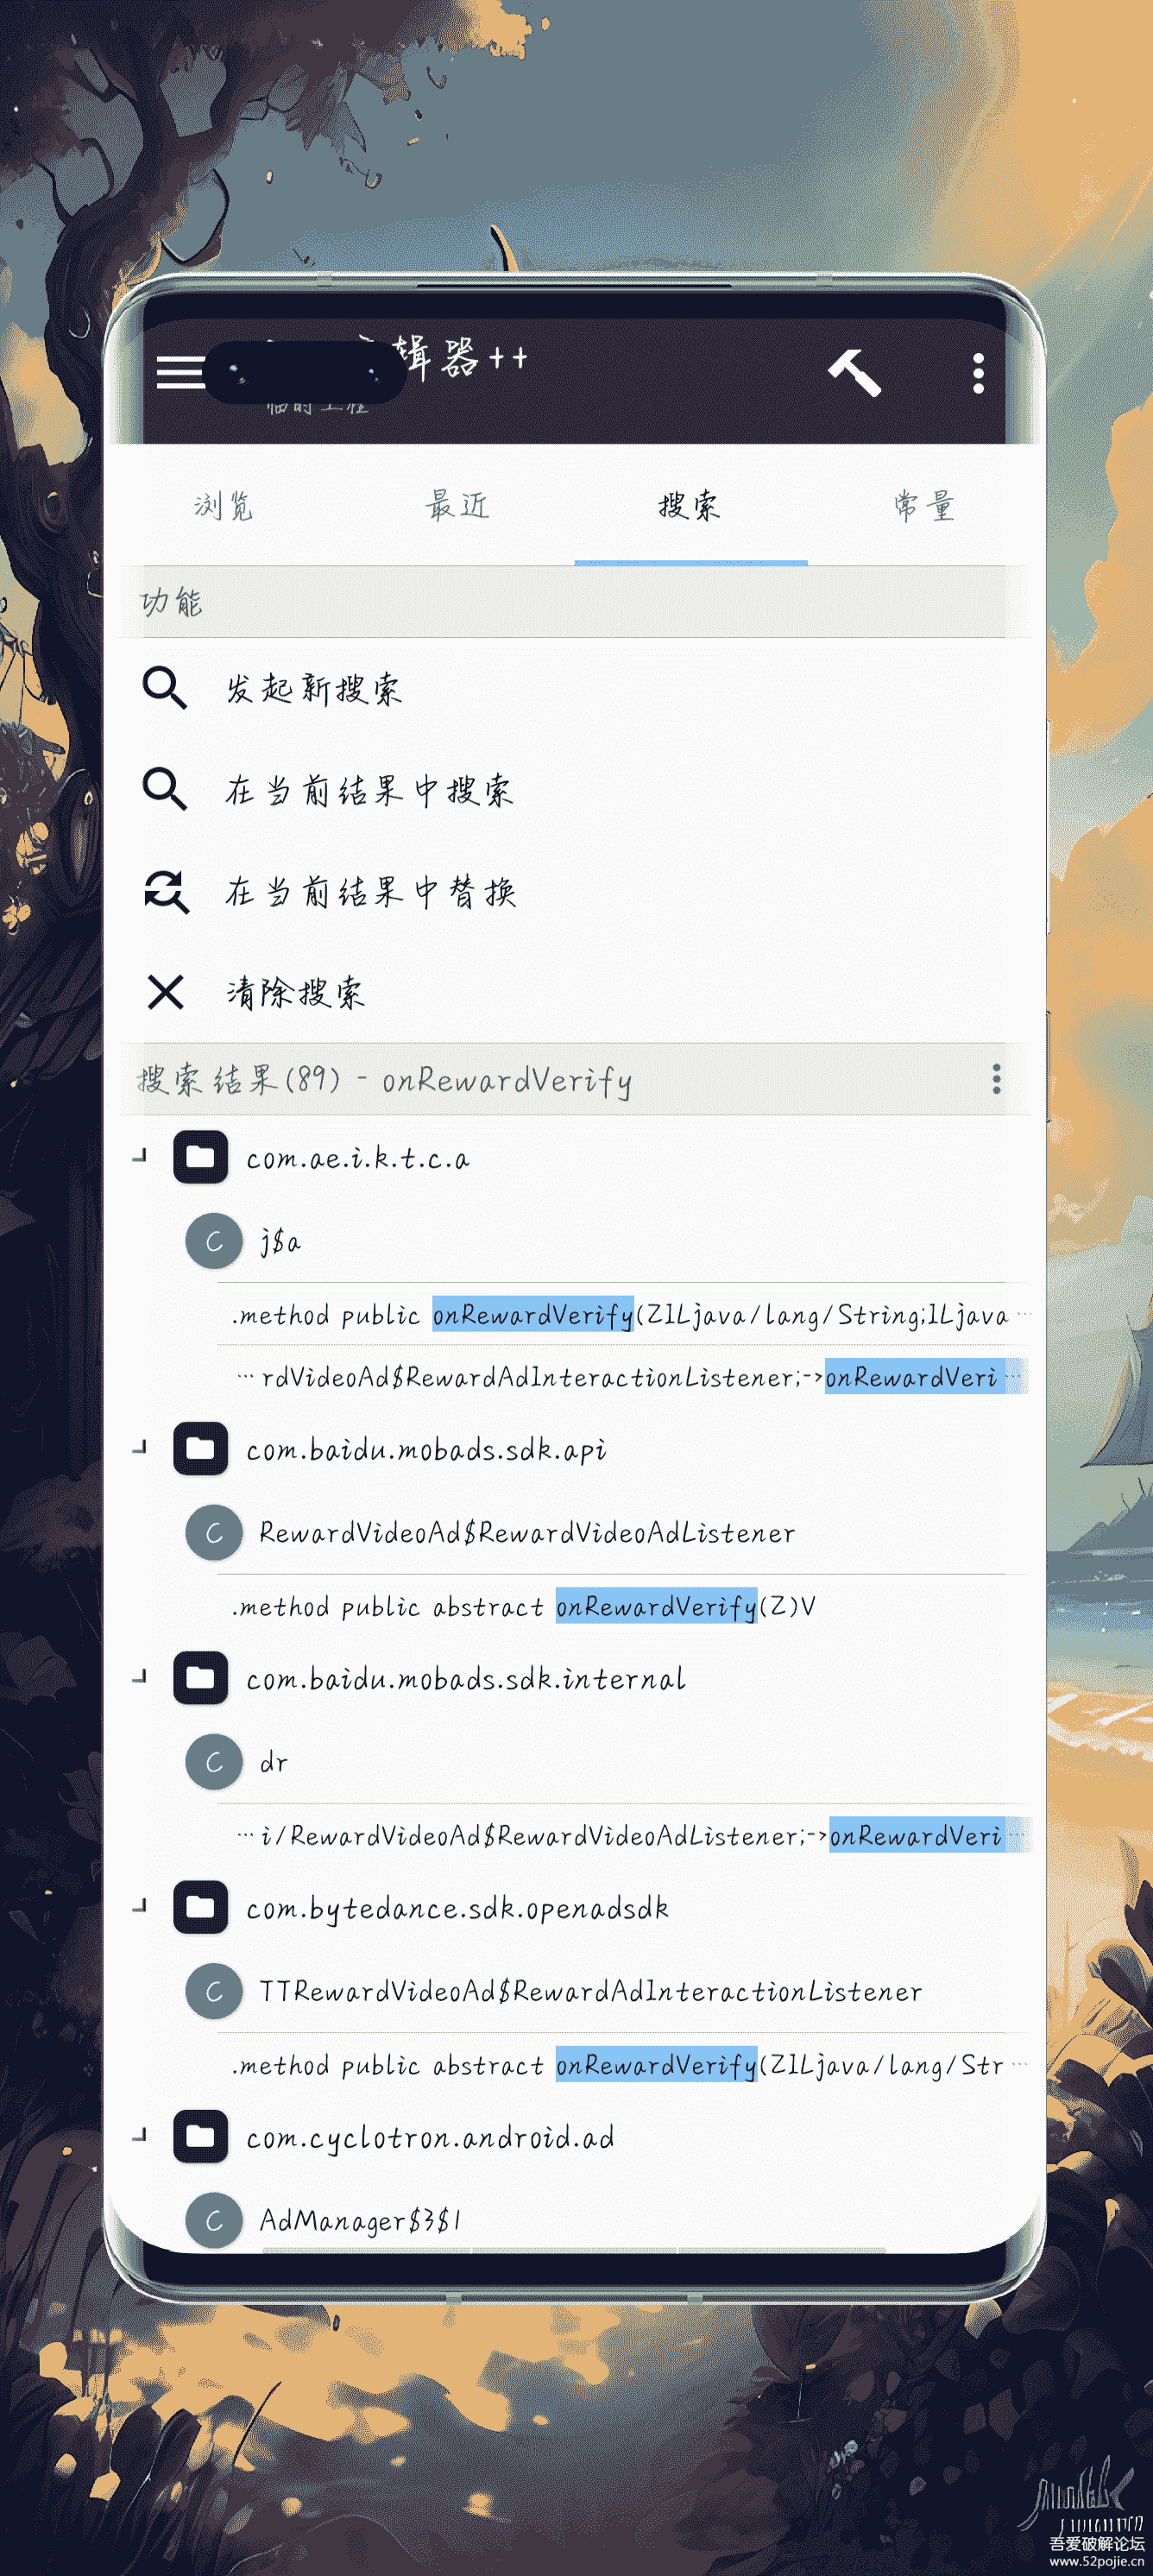 辑器++
临时工程
浏览
最近
搜索
常量
功能
发起新搜索
在当前结果中搜索
在当前结果中替换
清除搜索
搜索结果(89) - onRewardVerify
com.ae.i.k.t.c.a
C
j$a
.method public onRewardVerify(ZILjava/lang/String;ILjava ···
··· rdVideoAd$RewardAdInteractionListener;->onRewardVeri ···
com.baidu.mobads.sdk.api
C
RewardVideoAd$RewardVideoAdListener
.method public abstract onRewardVerify(Z)V
com.baidu.mobads.sdk.internal
C
dr
··· i/RewardVideoAd$RewardVideoAdListener;->onRewardVeri ···
com.bytedance.sdk.openadsdk
C
TTRewardVideoAd$RewardAdInteractionListener
.method public abstract onRewardVerify(ZILjava/lang/Str ···
com.cyclotron.android.ad
C
AdManager$3$1
吾爱破解论坛
www.52pojie.cn